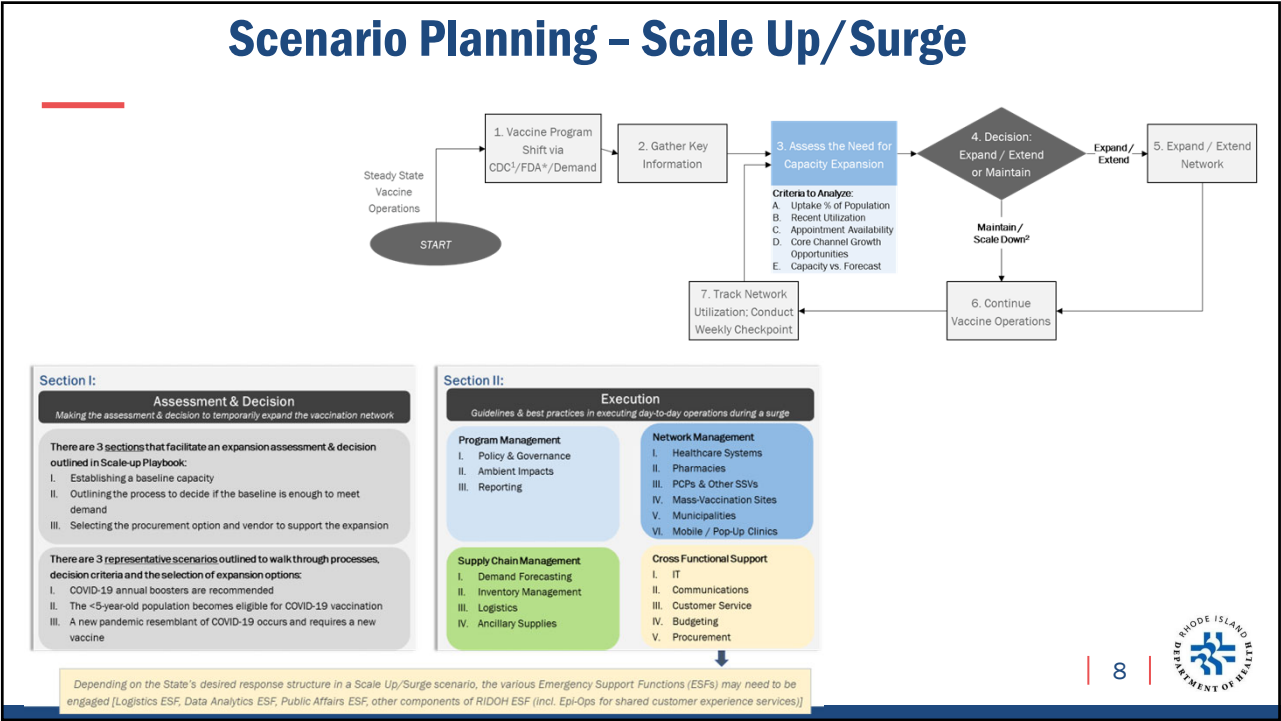 Scenario Planning – Scale Up/Surge
Steady State
Vaccine
Operations
START
1. Vaccine Program
Shift via
CDC¹/FDA*/Demand
2. Gather Key
Information
3. Assess the Need for
Capacity Expansion
Criteria to Analyze:
A. Uptake % of Population
B. Recent Utilization
C. Appointment Availability
D. Core Channel Growth
Opportunities
E. Capacity vs. Forecast
4. Decision:
Expand / Extend
or Maintain
Expand /
Extend
5. Expand / Extend
Network
Maintain /
Scale Down²
6. Continue
Vaccine Operations
7. Track Network
Utilization; Conduct
Weekly Checkpoint
Section I:
Assessment & Decision
Making the assessment & decision to temporarily expand the vaccination network
There are 3 sections that facilitate an expansion assessment & decision
outlined in Scale-up Playbook:
I. Establishing a baseline capacity
II. Outlining the process to decide if the baseline is enough to meet
demand
III. Selecting the procurement option and vendor to support the expansion
There are 3 representative scenarios outlined to walk through processes,
decision criteria and the selection of expansion options:
I. COVID-19 annual boosters are recommended
II. The <5-year-old population becomes eligible for COVID-19 vaccination
III. A new pandemic resemblant of COVID-19 occurs and requires a new
vaccine
Section II:
Execution
Guidelines & best practices in executing day-to-day operations during a surge
Program Management
I. Policy & Governance
II. Ambient Impacts
III. Reporting
Network Management
I. Healthcare Systems
II. Pharmacies
III. PCPs & Other SSVs
IV. Mass-Vaccination Sites
V. Municipalities
VI. Mobile / Pop-Up Clinics
Supply Chain Management
I. Demand Forecasting
II. Inventory Management
III. Logistics
IV. Ancillary Supplies
Cross Functional Support
I. IT
II. Communications
III. Customer Service
IV. Budgeting
V. Procurement
Depending on the State's desired response structure in a Scale Up/Surge scenario, the various Emergency Support Functions (ESFs) may need to be
engaged [Logistics ESF, Data Analytics ESF, Public Affairs ESF, other components of RIDOH ESF (incl. Epi-Ops for shared customer experience services)]
8
RHODE ISLAND
DEPARTMENT OF HEALTH